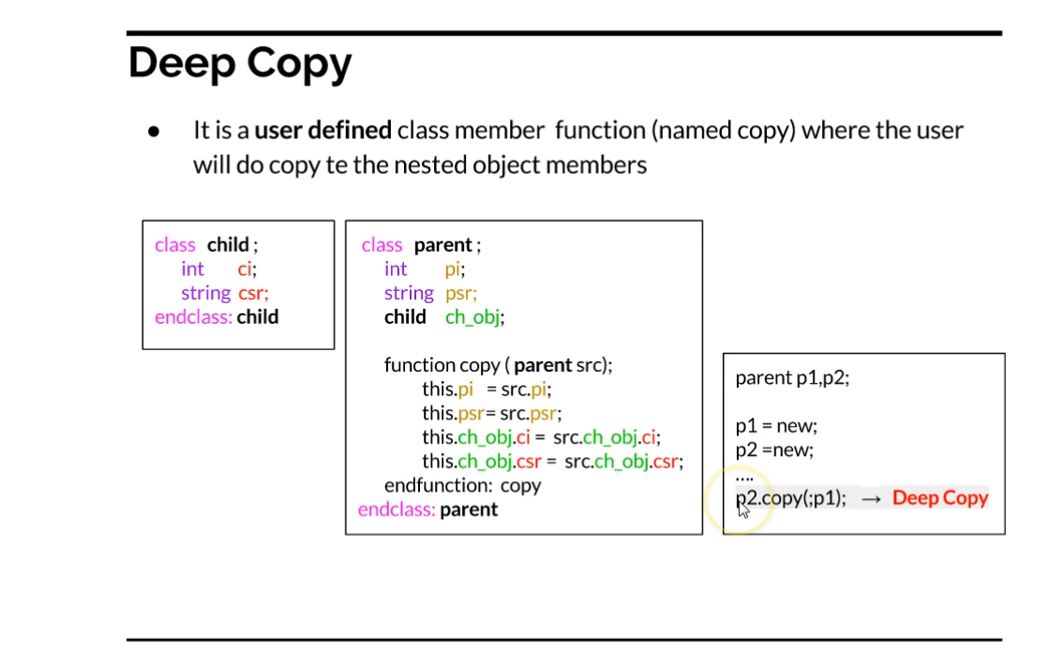 Deep Copy
● It is a user defined class member function (named copy) where the user
will do copy te the nested object members
class child ;
int ci;
string csr;
endclass: child
class parent ;
int pi;
string psr;
child ch_obj;
function copy ( parent src);
this.pi = src.pi;
this.psr= src.psr;
this.ch_obj.ci = src.ch_obj.ci;
this.ch_obj.csr = src.ch_obj.csr;
endfunction: copy
endclass: parent
parent p1,p2;
p1 = new;
p2 =new;
....
p2.copy(;p1); → Deep Copy